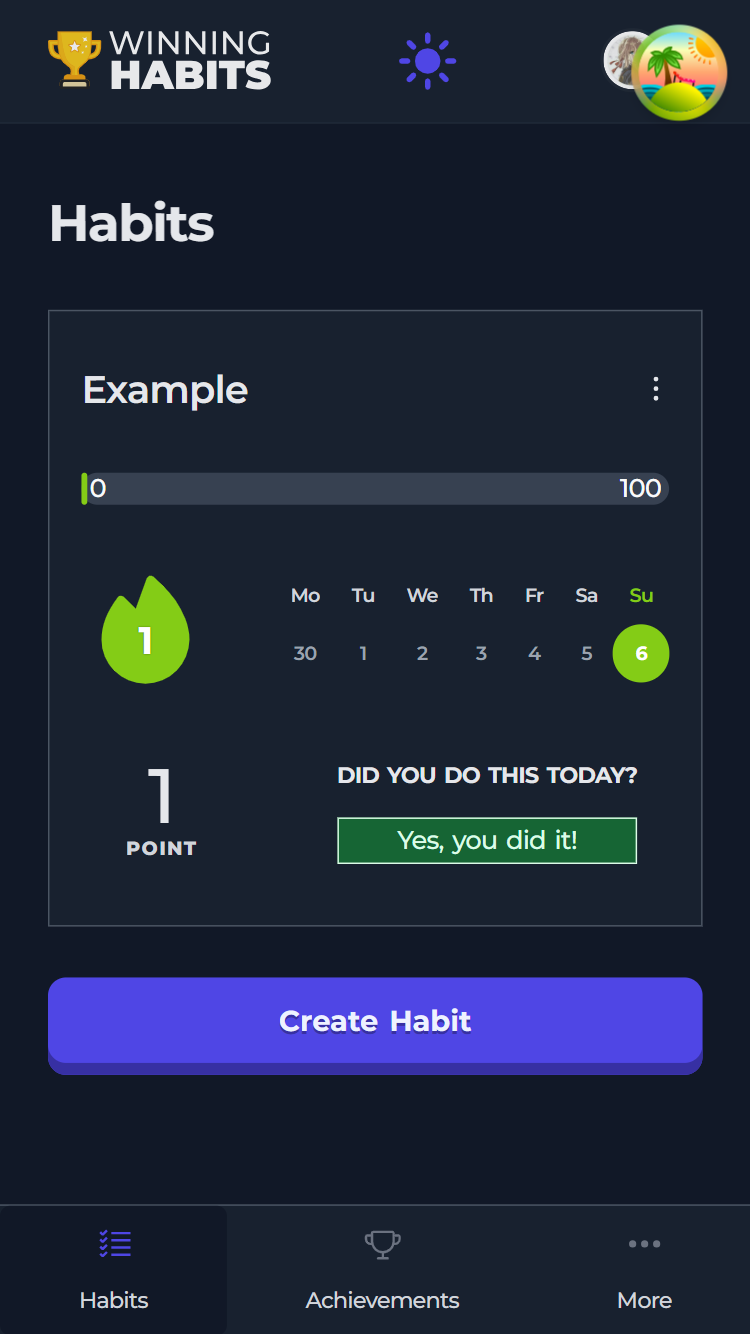 WINNING
HABITS
Habits
Example
0 100
1
Mo Tu We Th Fr Sa Su
30 1 2 3 4 5 6
1
POINT
DID YOU DO THIS TODAY?
Yes, you did it!
Create Habit
Habits Achievements More